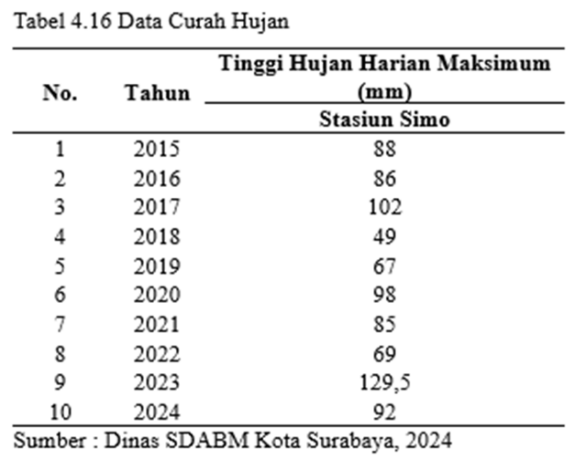 Tabel 4.16 Data Curah Hujan
No. Tahun Tinggi Hujan Harian Maksimum
(mm)
Stasiun Simo
1 2015 88
2 2016 86
3 2017 102
4 2018 49
5 2019 67
6 2020 98
7 2021 85
8 2022 69
9 2023 129,5
10 2024 92
Sumber : Dinas SDABM Kota Surabaya, 2024